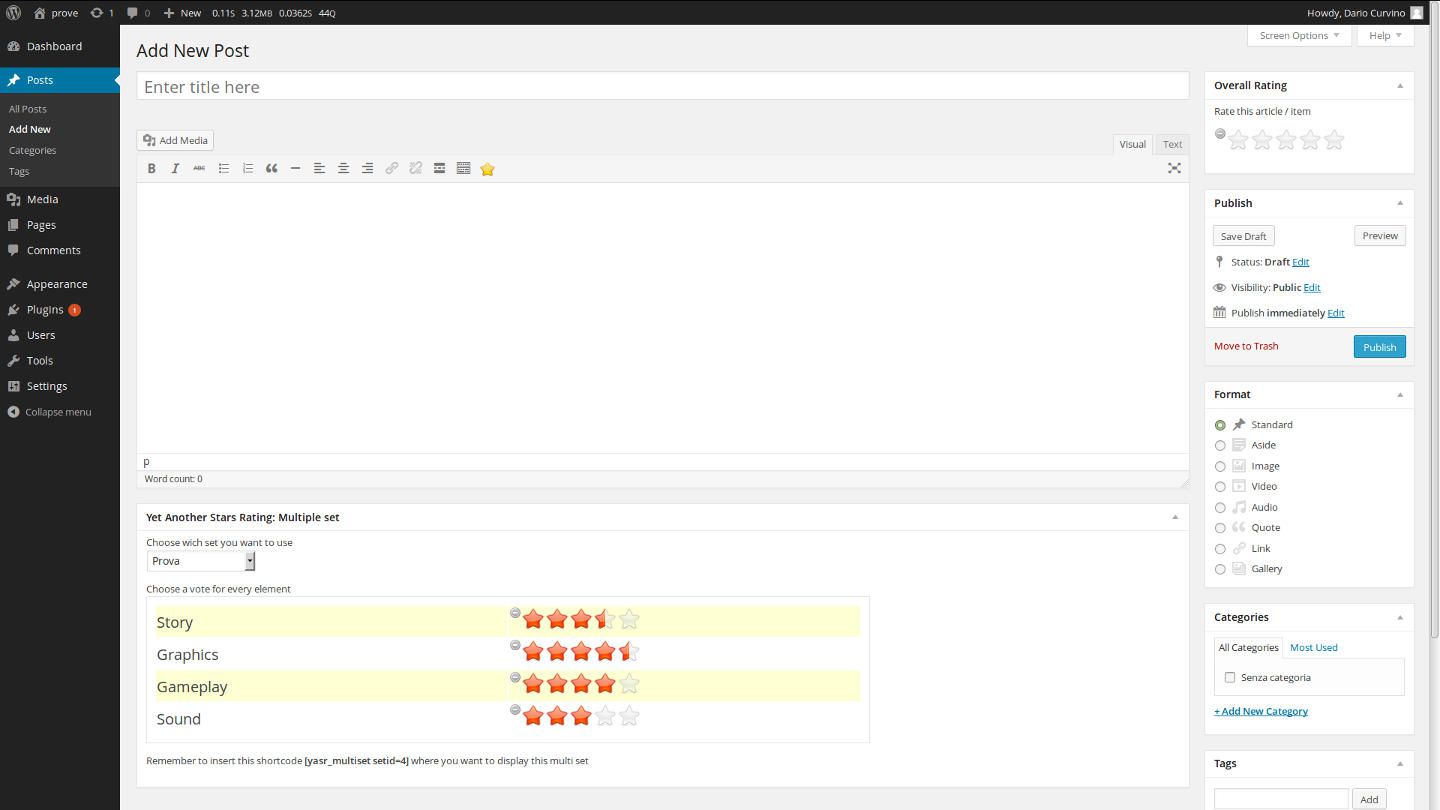 prove 1 0 New 0.11S 3.12MB 0.0362S 44Q
Howdy, Dario Curvino
Dashboard
Posts
All Posts
Add New
Categories
Tags
Media
Pages
Comments
Appearance
Plugins 1
Users
Tools
Settings
Collapse menu
Screen Options Help
Add New Post
Enter title here
Add Media
Visual Text
B I ABC
p
Word count: 0
Yet Another Stars Rating: Multiple set
Choose wich set you want to use
Prova
Choose a vote for every element
Story
Graphics
Gameplay
Sound
Remember to insert this shortcode [yasr_multiset setid=4] where you want to display this multi set
Overall Rating
Rate this article / item
Publish
Save Draft Preview
Status: Draft Edit
Visibility: Public Edit
Publish immediately Edit
Move to Trash Publish
Format
Standard
Aside
Image
Video
Audio
Quote
Link
Gallery
Categories
All Categories Most Used
Senza categoria
+ Add New Category
Tags
Add